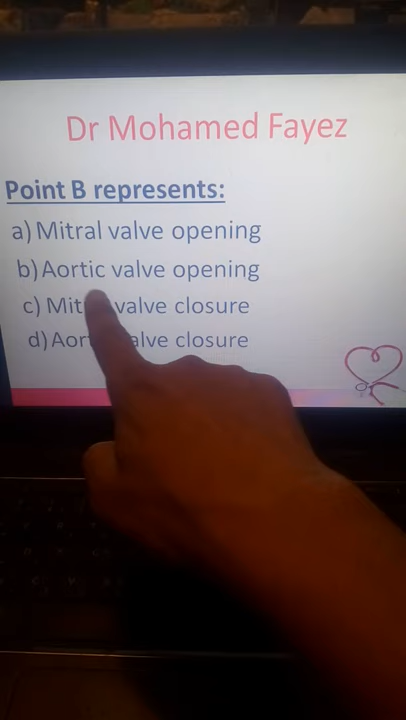 Dr Mohamed Fayez
Point B represents:
a) Mitral valve opening
b) Aortic valve opening
c) Mit valve closure
d) Aor alve closure